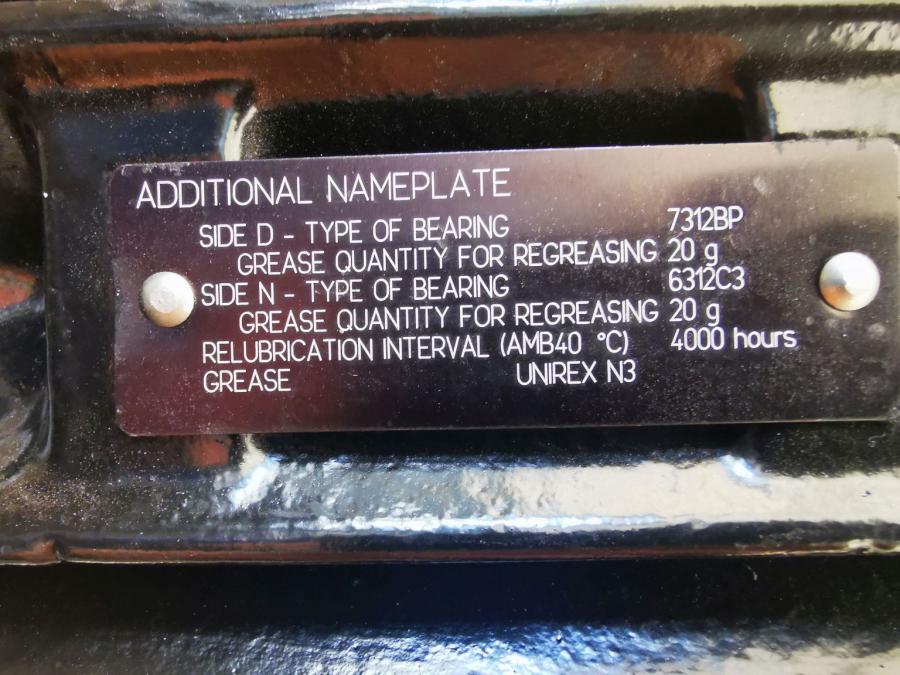 ADDITIONAL NAMEPLATE
SIDE D - TYPE OF BEARING 7312BP
GREASE QUANTITY FOR REGREASING 20 g
SIDE N - TYPE OF BEARING 6312C3
GREASE QUANTITY FOR REGREASING 20 g
RELUBRICATION INTERVAL (AMB40 °C) 4000 hours
GREASE UNIREX N3